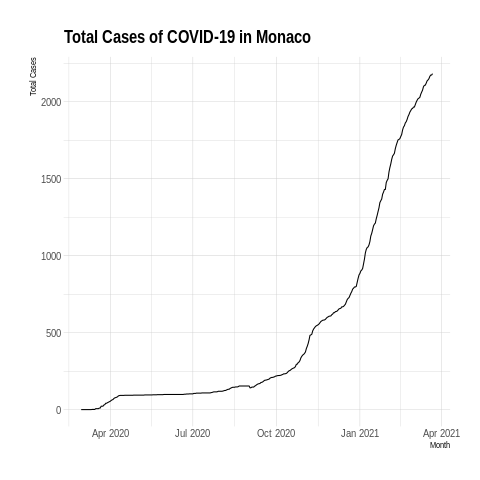 Total Cases of COVID-19 in Monaco
Total Cases
2000
1500
1000
500
0
Apr 2020 Jul 2020 Oct 2020 Jan 2021 Apr 2021
Month